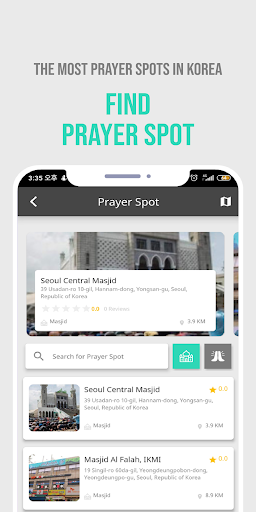 THE MOST PRAYER SPOTS IN KOREA
FIND
PRAYER SPOT
3:35 오후
Prayer Spot
Seoul Central Masjid
39 Usadan-ro 10-gil, Hannam-dong, Yongsan-gu, Seoul,
Republic of Korea
0.0 0 Reviews
Masjid 3.9 KM
Search for Prayer Spot
Seoul Central Masjid 0.0
39 Usadan-ro 10-gil, Hannam-dong, Yongsan-gu,
Seoul, Republic of Korea
Masjid 3.9 KM
Masjid Al Falah, IKMI 0.0
19 Singil-ro 60da-gil, Yeongdeungpobon-dong,
Yeongdeungpo-gu, Seoul, Republic of Korea
Masjid 8.9 KM